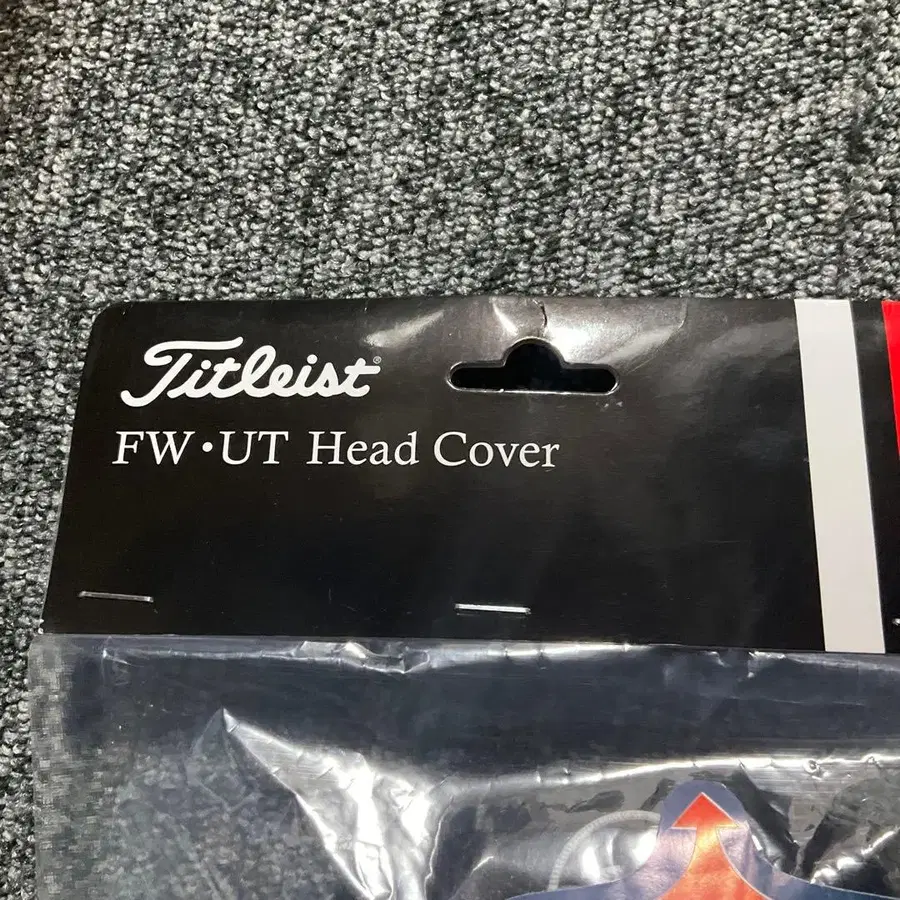 Titleist®
FW・UT Head Cover